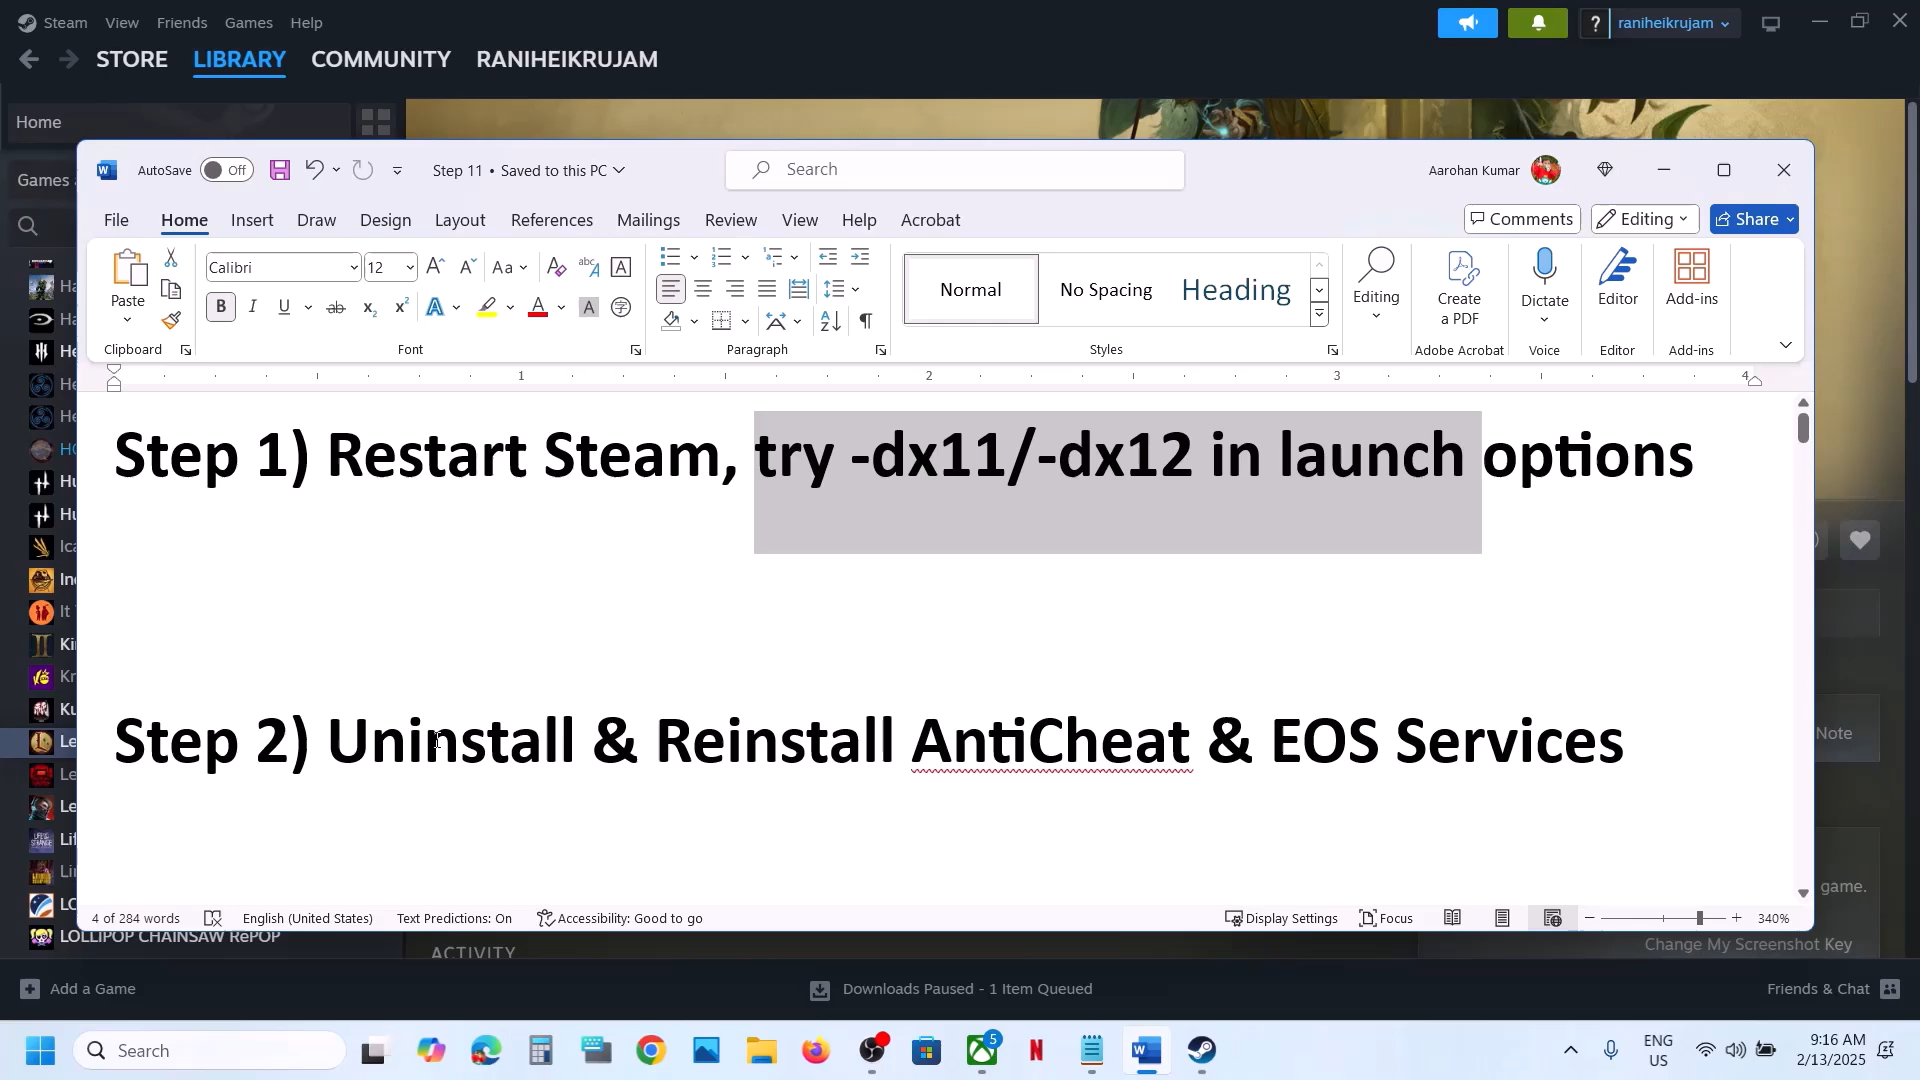 Steam View Friends Games Help
raniheikrujam
STORE LIBRARY COMMUNITY RANIHEIKRUJAM
Home
Games
AutoSave Off Step 11 • Saved to this PC Search Aarohan Kumar
File Home Insert Draw Design Layout References Mailings Review View Help Acrobat Comments Editing Share
Paste Calibri 12 Normal No Spacing Heading Editing Create a PDF Dictate Editor Add-ins
Clipboard Font Paragraph Styles Adobe Acrobat Voice Editor Add-ins
1 2 3 4
Step 1) Restart Steam, try -dx11/-dx12 in launch options
Step 2) Uninstall & Reinstall AntiCheat & EOS Services
Note
game.
4 of 284 words English (United States) Text Predictions: On Accessibility: Good to go Display Settings Focus 340%
LOLLIPOP CHAINSAW RePOP
ACTIVITY
Change My Screenshot Key
Add a Game Downloads Paused - 1 Item Queued Friends & Chat
Search 5 ENG US 9:16 AM 2/13/2025